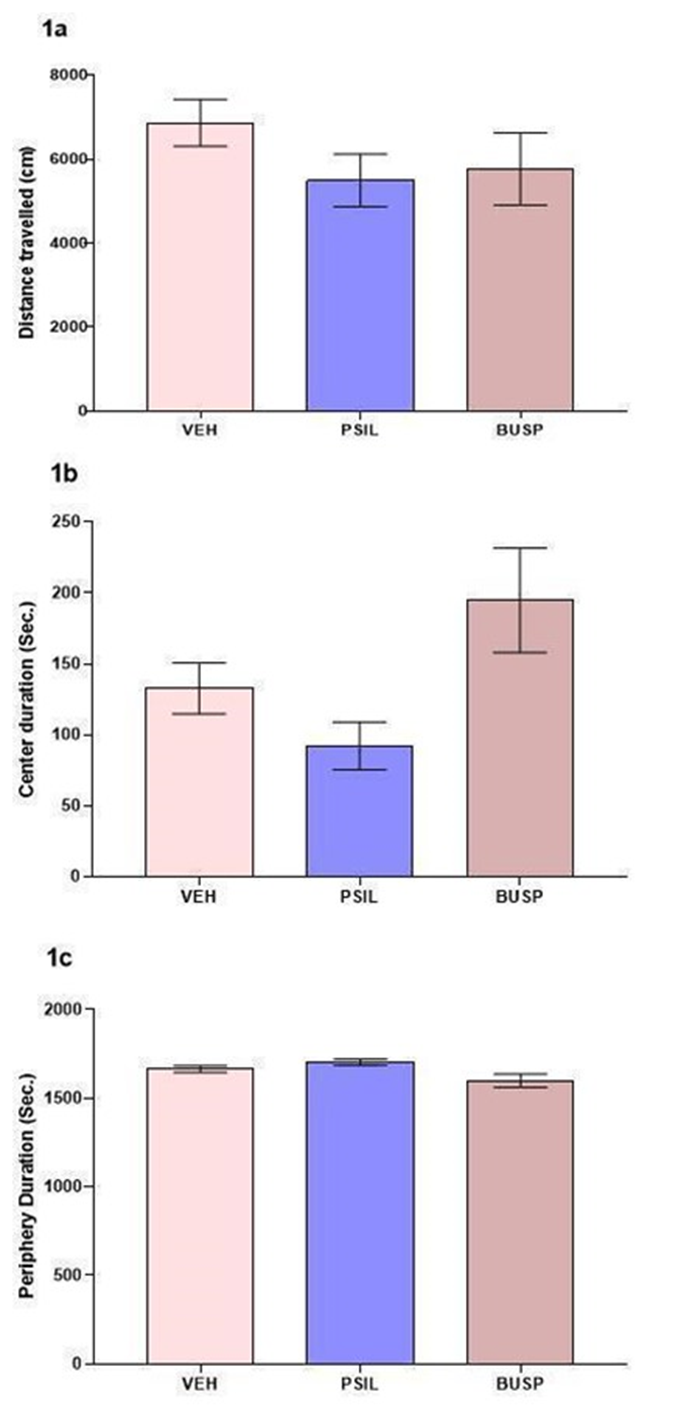 1a
Distance travelled (cm)
8000
6000
4000
2000
0
VEH PSIL BUSP
1b
Center duration (Sec.)
250
200
150
100
50
0
VEH PSIL BUSP
1c
Periphery Duration (Sec.)
2000
1500
1000
500
0
VEH PSIL BUSP